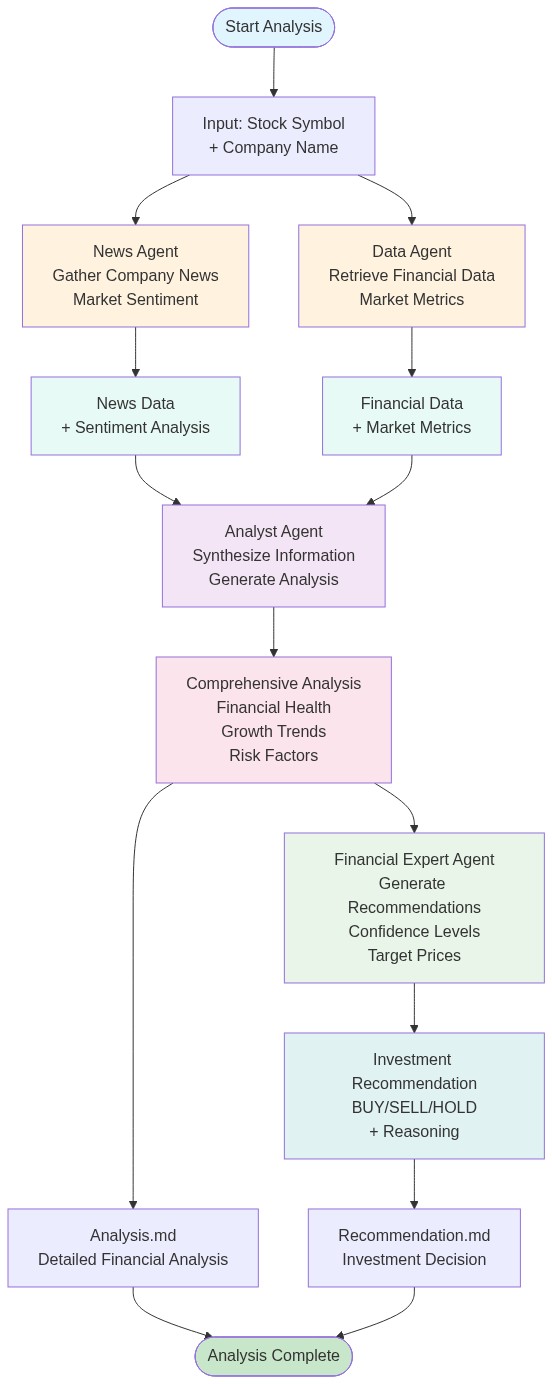 Start Analysis
Input: Stock Symbol
+ Company Name
News Agent
Gather Company News
Market Sentiment
Data Agent
Retrieve Financial Data
Market Metrics
News Data
+ Sentiment Analysis
Financial Data
+ Market Metrics
Analyst Agent
Synthesize Information
Generate Analysis
Comprehensive Analysis
Financial Health
Growth Trends
Risk Factors
Financial Expert Agent
Generate
Recommendations
Confidence Levels
Target Prices
Investment
Recommendation
BUY/SELL/HOLD
+ Reasoning
Analysis.md
Detailed Financial Analysis
Recommendation.md
Investment Decision
Analysis Complete